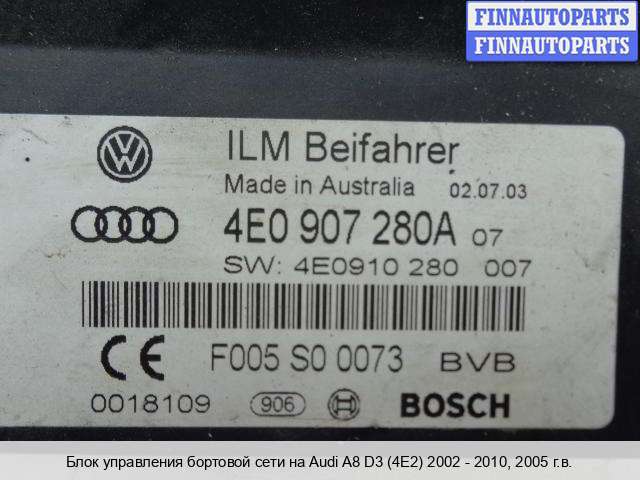 FINNAUTOPARTS
FINNAUTOPARTS
ILM Beifahrer
Made in Australia 02.07.03
4E0 907 280A 07
SW: 4E0910 280 007
CE F005 S0 0073 BVB
0018109 906 BOSCH
Блок управления бортовой сети на Audi A8 D3 (4E2) 2002 - 2010, 2005 г.в.